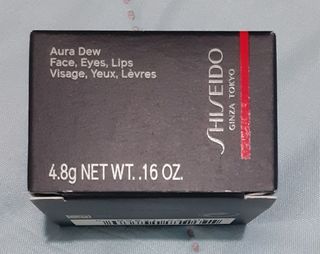 Aura Dew
Face, Eyes, Lips
Visage, Yeux, Lèvres
SHISEIDO
GINZA TOKYO
4.8g NET WT. .16 OZ.